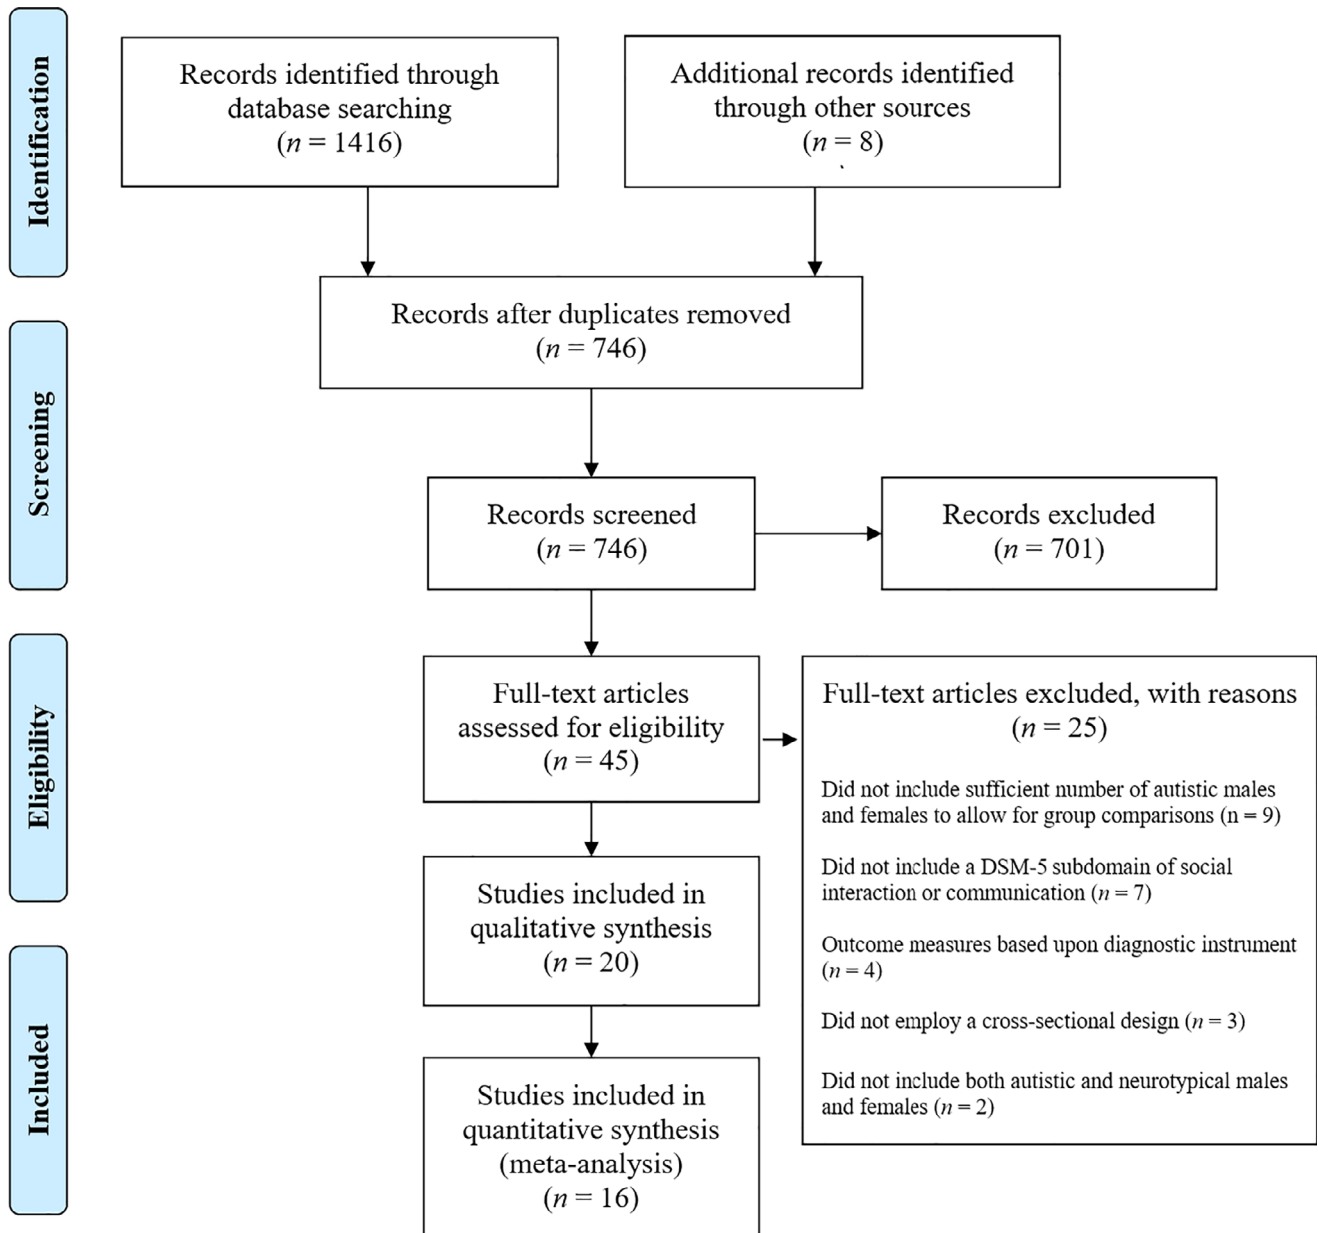 Identification
Records identified through
database searching
(n = 1416)
Additional records identified
through other sources
(n = 8)
Records after duplicates removed
(n = 746)
Screening
Records screened
(n = 746)
Records excluded
(n = 701)
Eligibility
Full-text articles
assessed for eligibility
(n = 45)
Full-text articles excluded, with reasons
(n = 25)
Did not include sufficient number of autistic males
and females to allow for group comparisons (n = 9)
Did not include a DSM-5 subdomain of social
interaction or communication (n = 7)
Outcome measures based upon diagnostic instrument
(n = 4)
Did not employ a cross-sectional design (n = 3)
Did not include both autistic and neurotypical males
and females (n = 2)
Studies included in
qualitative synthesis
(n = 20)
Included
Studies included in
quantitative synthesis
(meta-analysis)
(n = 16)